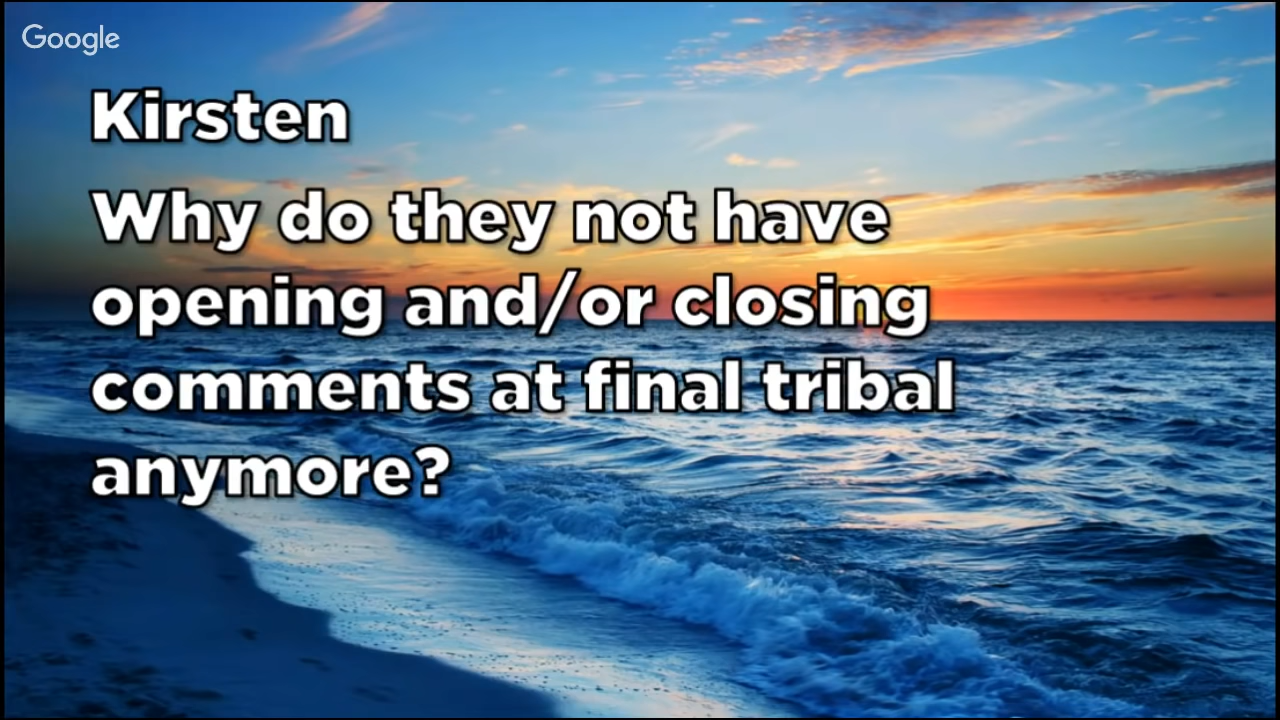 Google
Kirsten
Why do they not have
opening and/or closing
comments at final tribal
anymore?